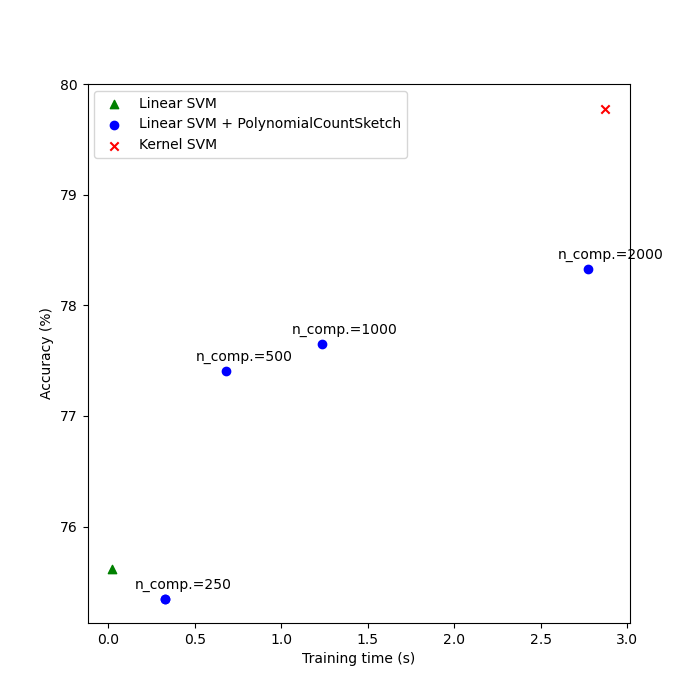 80
79
78
77
76
Accuracy (%)
Linear SVM
Linear SVM + PolynomialCountSketch
Kernel SVM
n_comp.=2000
n_comp.=1000
n_comp.=500
n_comp.=250
0.0 0.5 1.0 1.5 2.0 2.5 3.0
Training time (s)